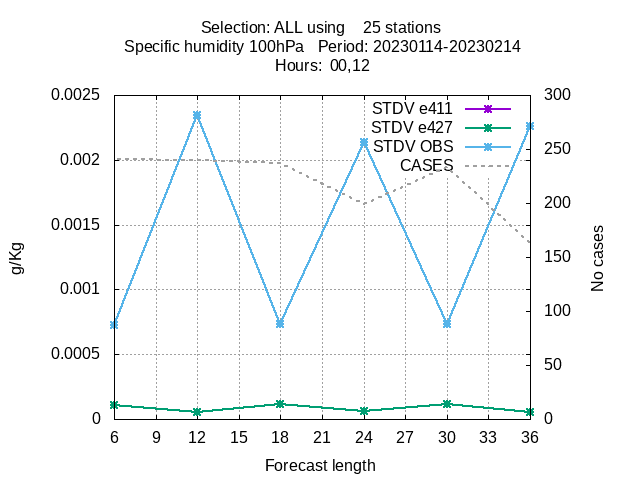 Selection: ALL using    25 stations
Specific humidity 100hPa   Period: 20230114-20230214
Hours:  00,12
STDV e411
STDV e427
STDV OBS
CASES
0.0025
0.002
0.0015
0.001
0.0005
0
g/Kg
300
250
200
150
100
50
0
No cases
6 9 12 15 18 21 24 27 30 33 36
Forecast length